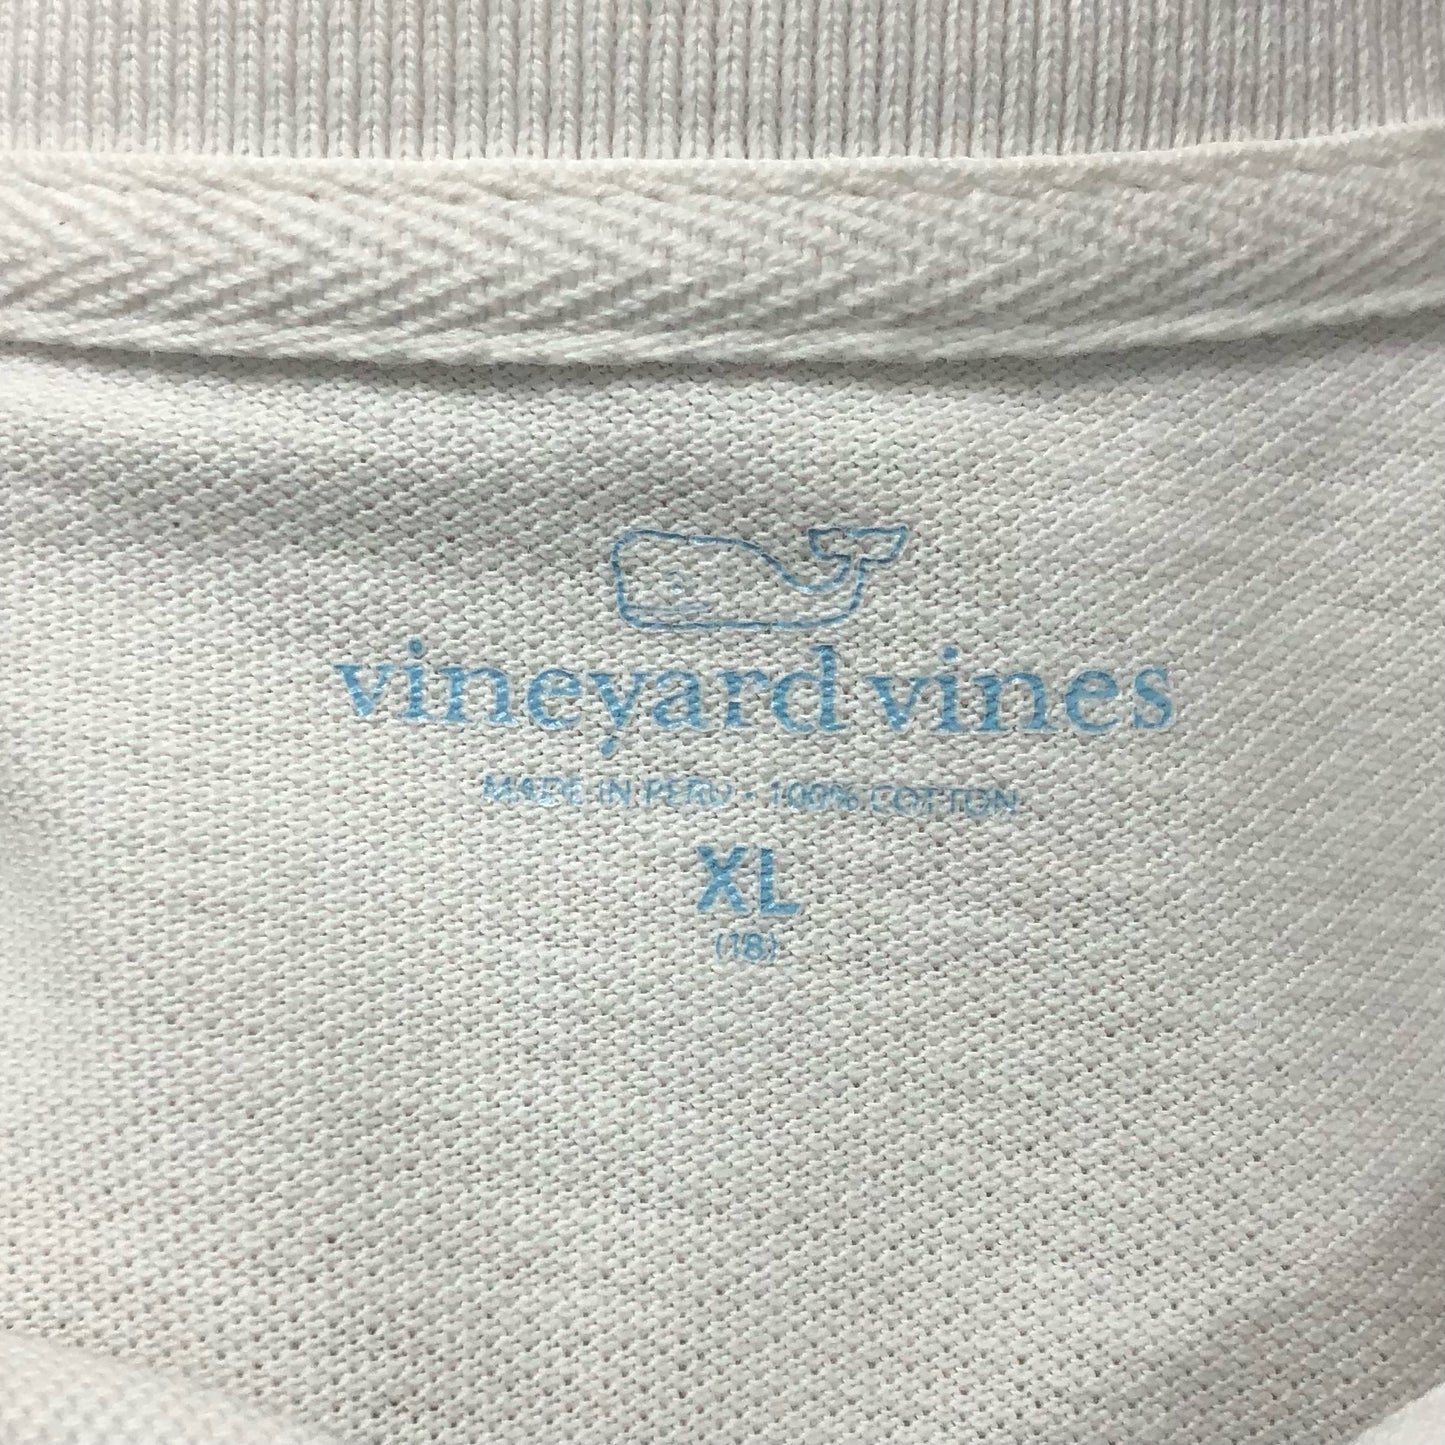 vineyard vines
MADE IN PERU - 100% COTTON
XL
(18)